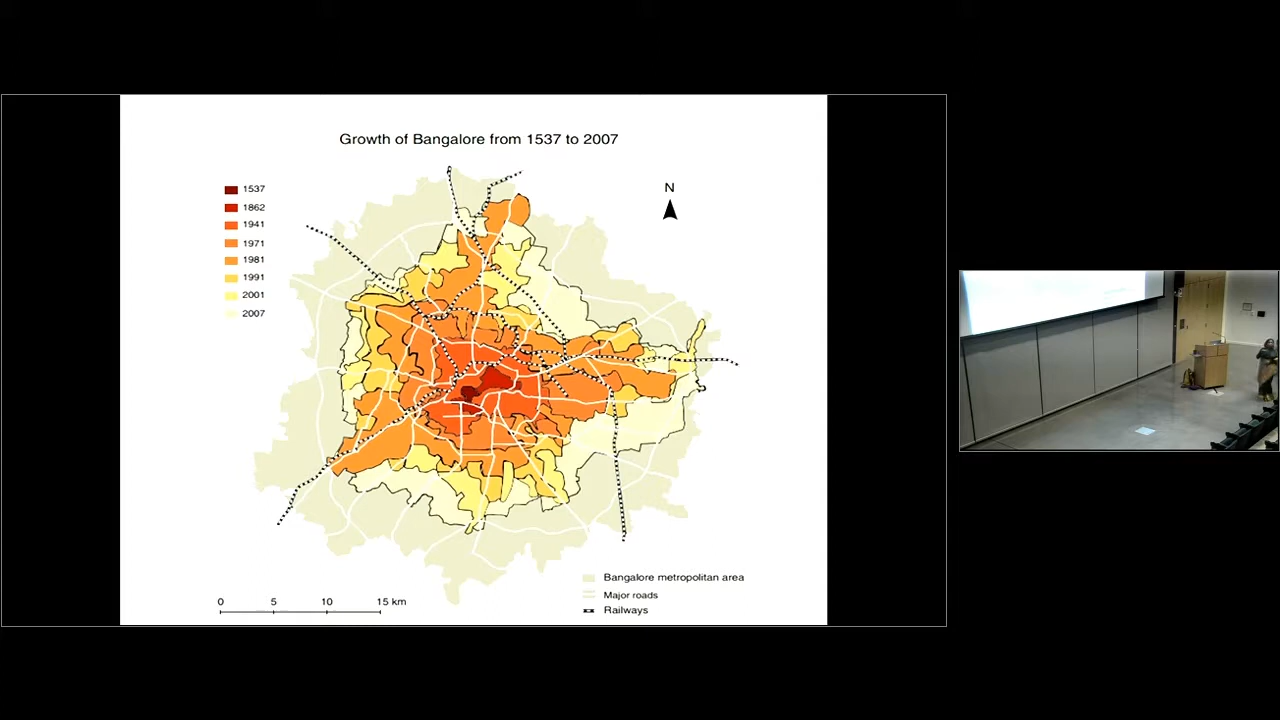 Growth of Bangalore from 1537 to 2007
1537
1862
1941
1971
1981
1991
2001
2007
N
Bangalore metropolitan area
Major roads
Railways
0 5 10 15 km